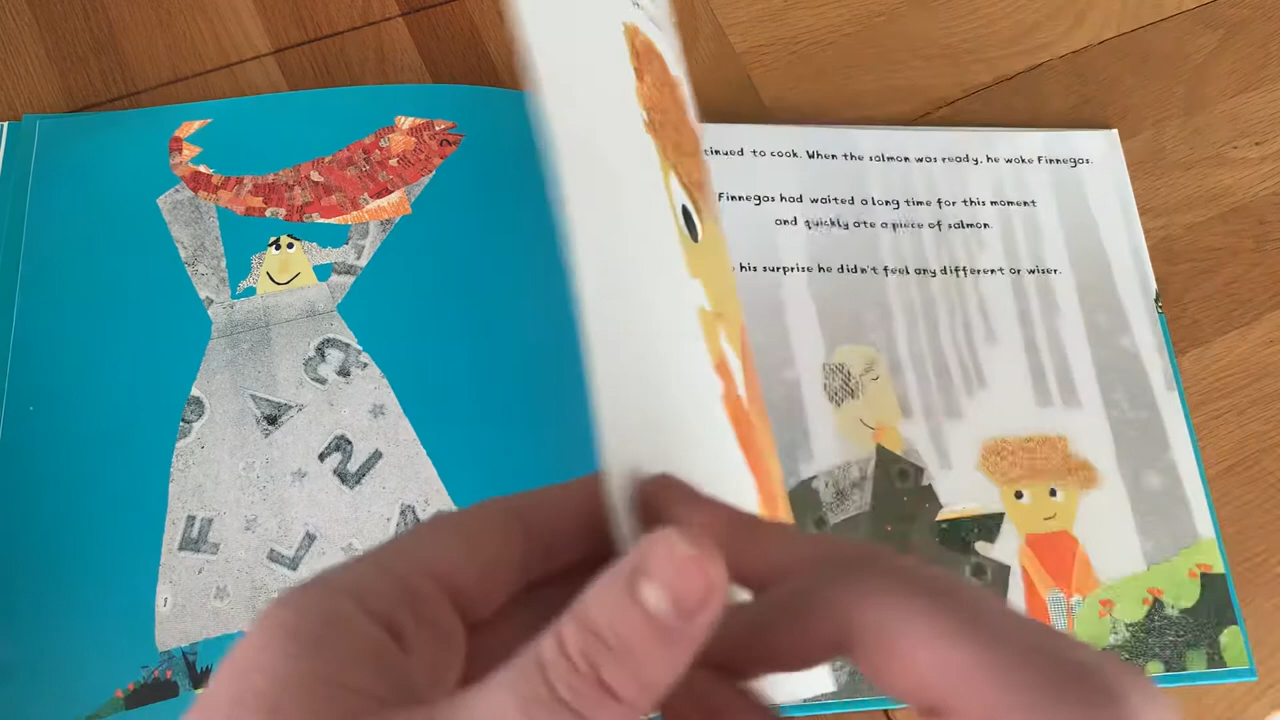 tinued to cook. When the salmon was ready, he woke Finnegas.
Finnegas had waited a long time for this moment
and quickly ate a piece of salmon.
his surprise he didn't feel any different or wiser.
2
F
L